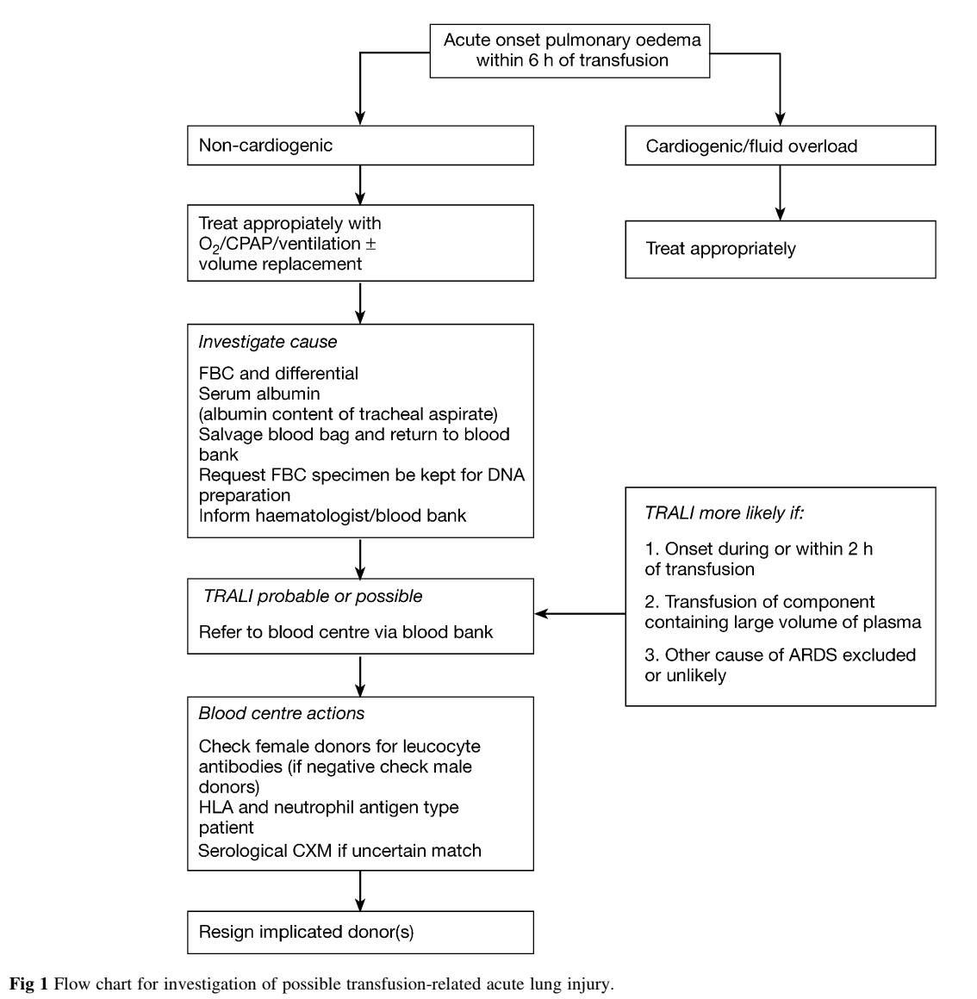 Acute onset pulmonary oedema
within 6 h of transfusion
Non-cardiogenic
Cardiogenic/fluid overload
Treat appropiately with
O₂/CPAP/ventilation ±
volume replacement
Treat appropriately
Investigate cause
FBC and differential
Serum albumin
(albumin content of tracheal aspirate)
Salvage blood bag and return to blood
bank
Request FBC specimen be kept for DNA
preparation
Inform haematologist/blood bank
TRALI more likely if:
1. Onset during or within 2 h
of transfusion
2. Transfusion of component
containing large volume of plasma
3. Other cause of ARDS excluded
or unlikely
TRALI probable or possible
Refer to blood centre via blood bank
Blood centre actions
Check female donors for leucocyte
antibodies (if negative check male
donors)
HLA and neutrophil antigen type
patient
Serological CXM if uncertain match
Resign implicated donor(s)
Fig 1 Flow chart for investigation of possible transfusion-related acute lung injury.